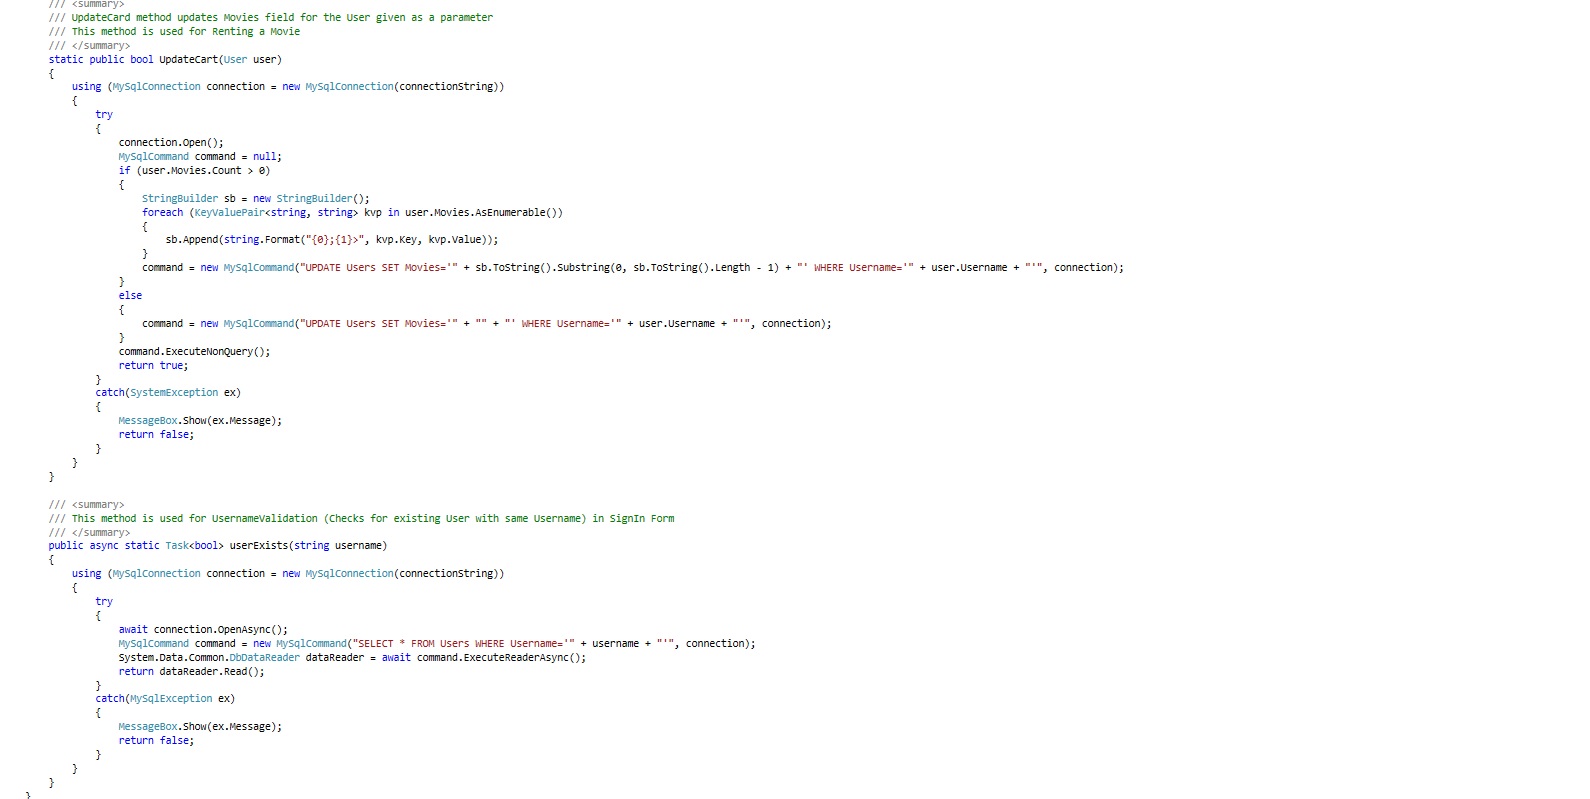 /// <summary>
/// UpdateCard method updates Movies field for the User given as a parameter
/// This method is used for Renting a Movie
/// </summary>
static public bool UpdateCart(User user)
{
using (MySqlConnection connection = new MySqlConnection(connectionString))
{
try
{
connection.Open();
MySqlCommand command = null;
if (user.Movies.Count > 0)
{
StringBuilder sb = new StringBuilder();
foreach (KeyValuePair<string, string> kvp in user.Movies.AsEnumerable())
{
sb.Append(string.Format("{0};{1}>", kvp.Key, kvp.Value));
}
command = new MySqlCommand("UPDATE Users SET Movies='" + sb.ToString().Substring(0, sb.ToString().Length - 1) + "' WHERE Username='" + user.Username + "'", connection);
}
else
{
command = new MySqlCommand("UPDATE Users SET Movies='" + "" + "' WHERE Username='" + user.Username + "'", connection);
}
command.ExecuteNonQuery();
return true;
}
catch(SystemException ex)
{
MessageBox.Show(ex.Message);
return false;
}
}
}
/// <summary>
/// This method is used for UsernameValidation (Checks for existing User with same Username) in SignIn Form
/// </summary>
public async static Task<bool> userExists(string username)
{
using (MySqlConnection connection = new MySqlConnection(connectionString))
{
try
{
await connection.OpenAsync();
MySqlCommand command = new MySqlCommand("SELECT * FROM Users WHERE Username='" + username + "'", connection);
System.Data.Common.DbDataReader dataReader = await command.ExecuteReaderAsync();
return dataReader.Read();
}
catch(MySqlException ex)
{
MessageBox.Show(ex.Message);
return false;
}
}
}
}